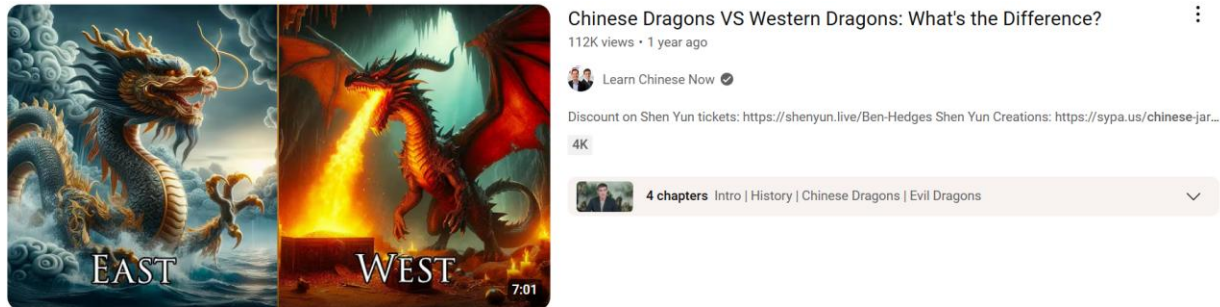 EAST
WEST
7:01
Chinese Dragons VS Western Dragons: What's the Difference?
112K views • 1 year ago
Learn Chinese Now
Discount on Shen Yun tickets: https://shenyun.live/Ben-Hedges Shen Yun Creations: https://sypa.us/chinese-jar...
4K
4 chapters Intro | History | Chinese Dragons | Evil Dragons